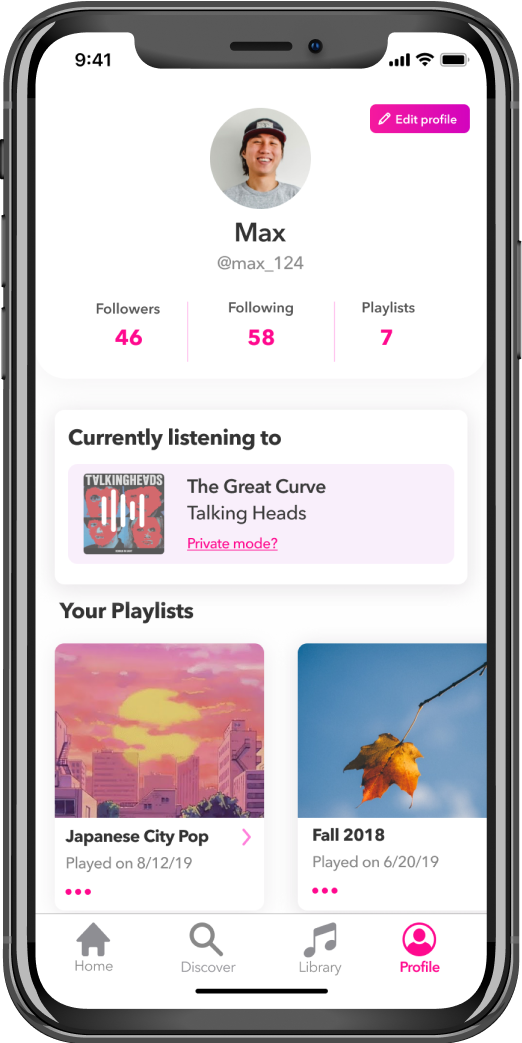 9:41
Edit profile
Max
@max_124
Followers
Following
Playlists
46
58
7
Currently listening to
TALKING HEADS
The Great Curve
Talking Heads
Private mode?
Your Playlists
Japanese City Pop
Played on 8/12/19
Fall 2018
Played on 6/20/19
Home
Discover
Library
Profile